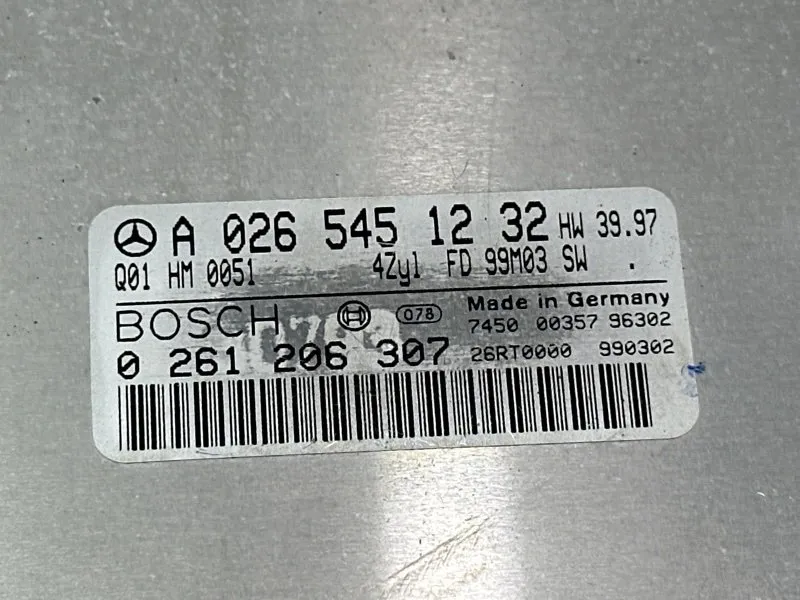 A 026 545 12 32 HW 39.97
Q01 HM 0051 4Zyl FD 99M03 SW .
BOSCH 078 Made in Germany
7450 00357 96302
0 261 206 307 26RT0000 990302